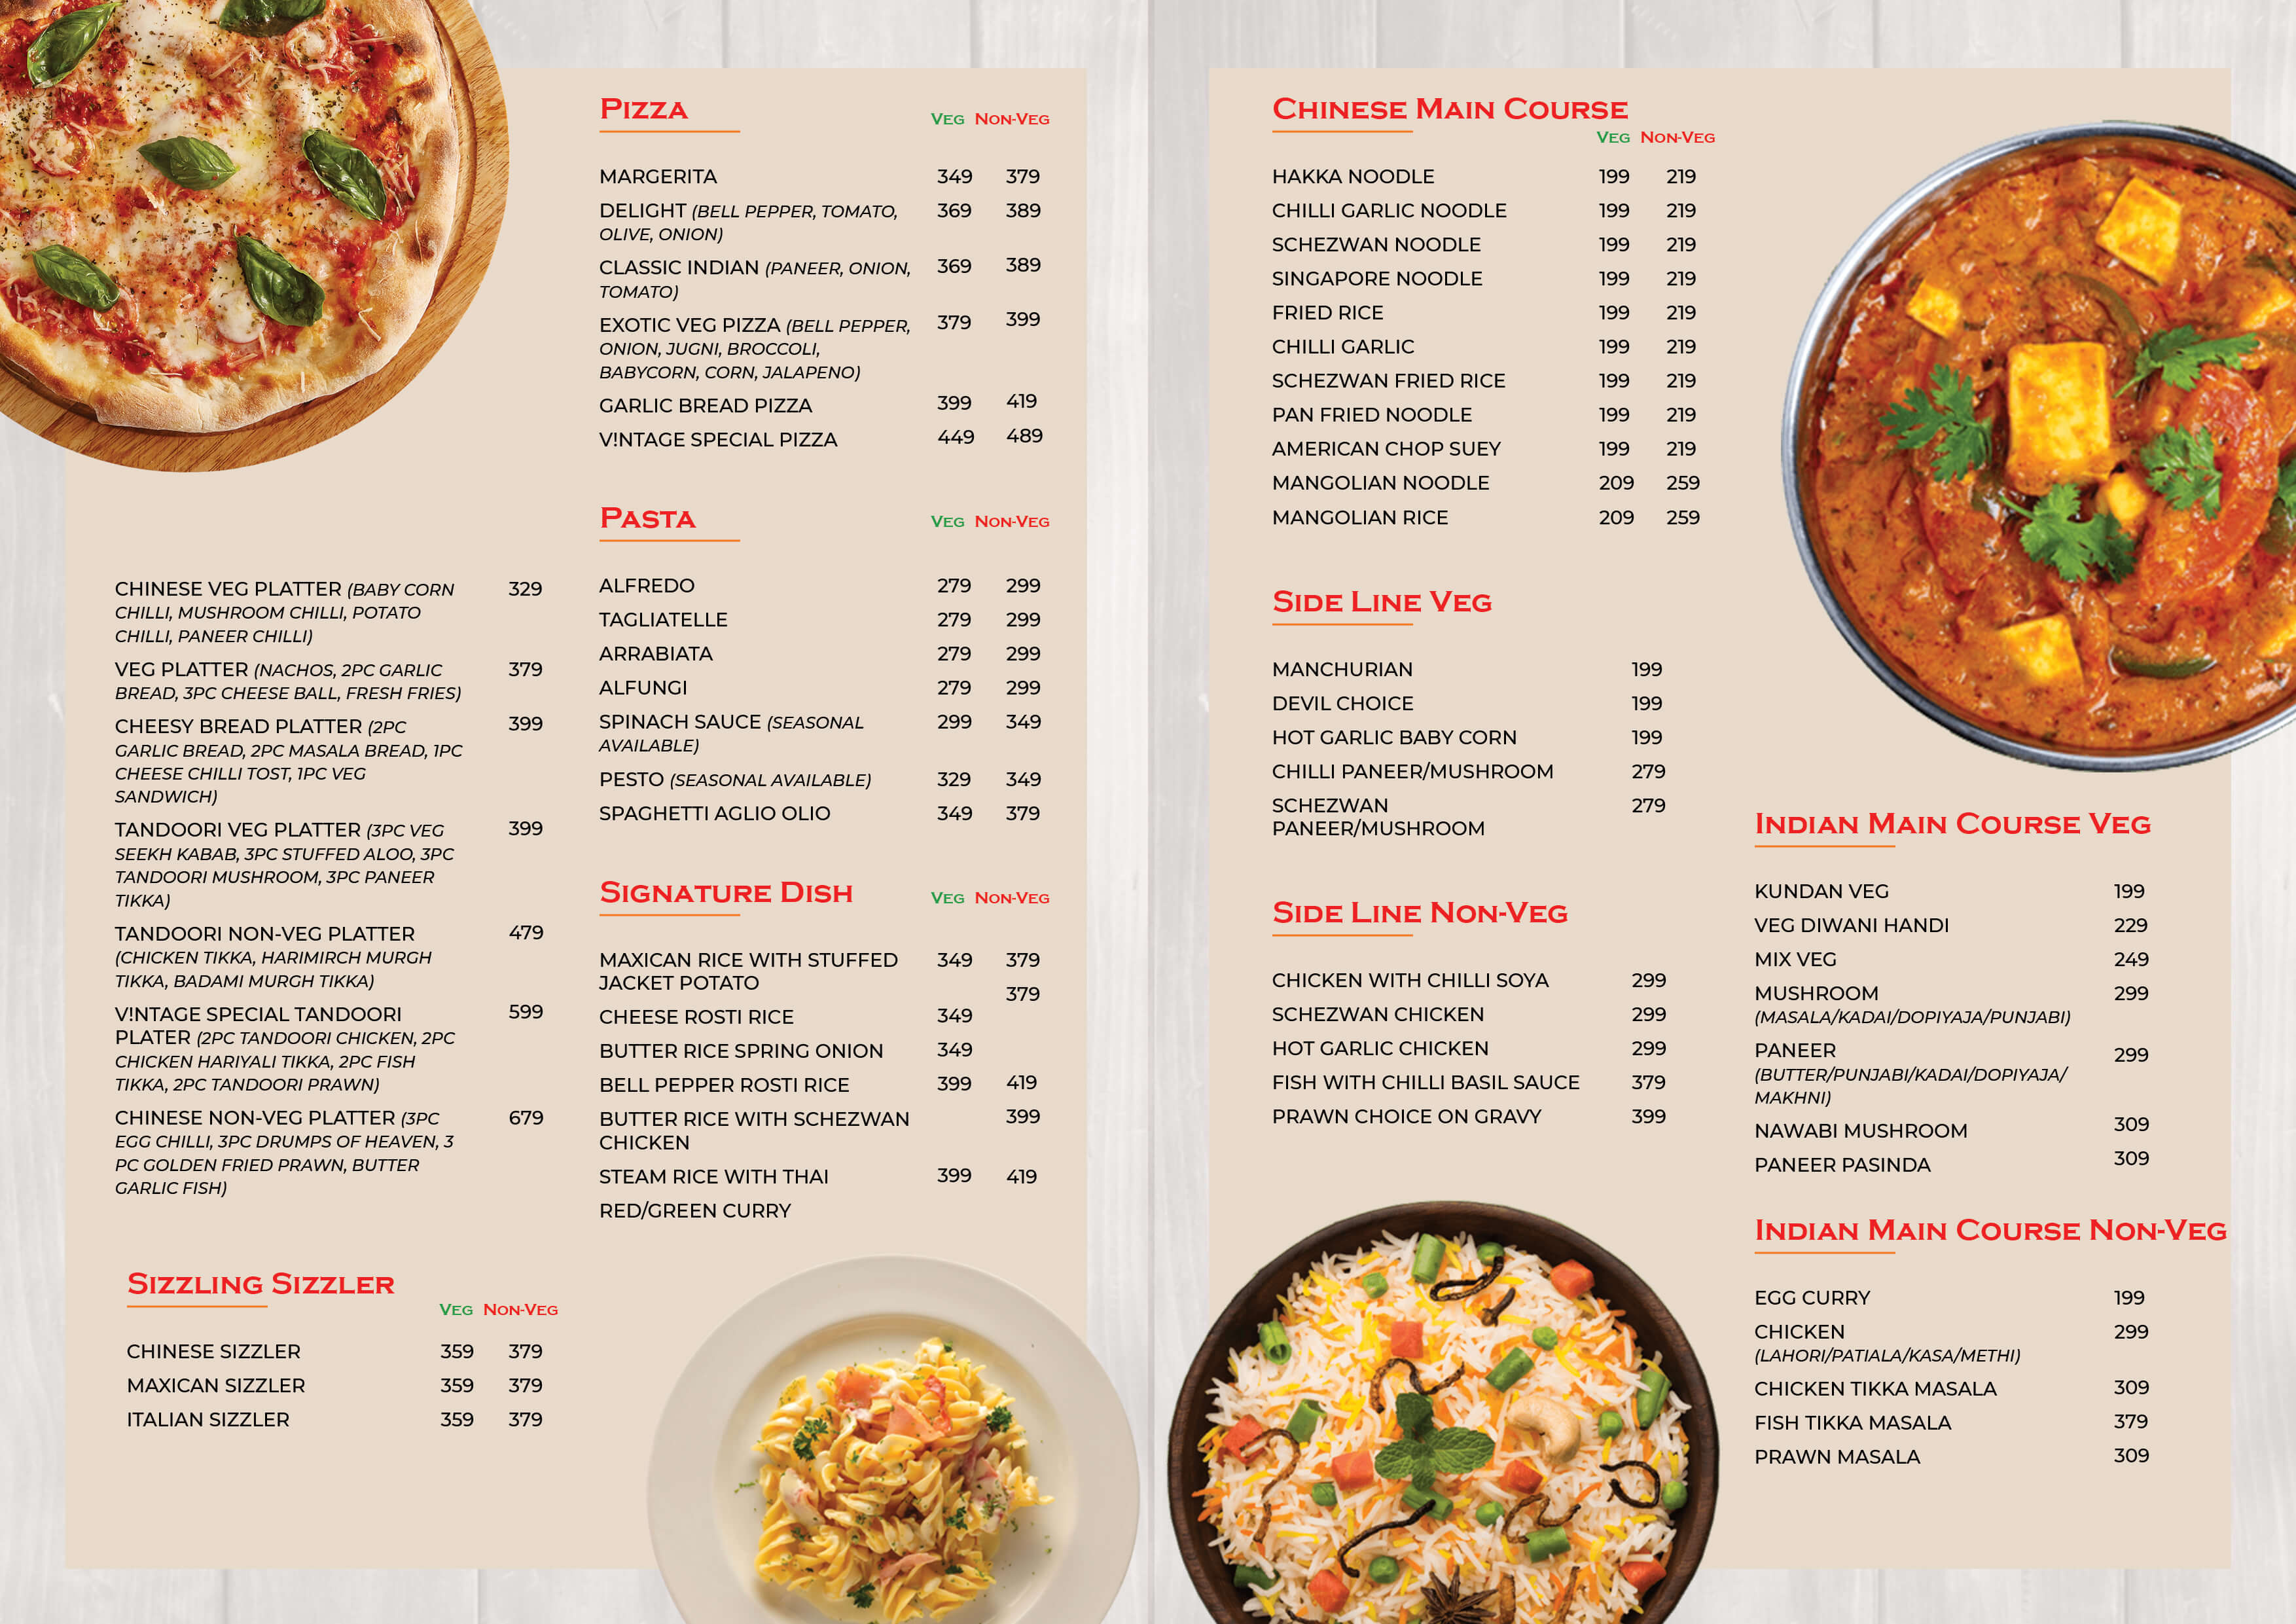 CHINESE VEG PLATTER (BABY CORN 329
CHILLI, MUSHROOM CHILLI, POTATO
CHILLI, PANEER CHILLI)
VEG PLATTER (NACHOS, 2PC GARLIC 379
BREAD, 3PC CHEESE BALL, FRESH FRIES)
CHEESY BREAD PLATTER (2PC 399
GARLIC BREAD, 2PC MASALA BREAD, 1PC
CHEESE CHILLI TOST, 1PC VEG
SANDWICH)
TANDOORI VEG PLATTER (3PC VEG 399
SEEKH KABAB, 3PC STUFFED ALOO, 3PC
TANDOORI MUSHROOM, 3PC PANEER
TIKKA)
TANDOORI NON-VEG PLATTER 479
(CHICKEN TIKKA, HARIMIRCH MURGH
TIKKA, BADAMI MURGH TIKKA)
V!NTAGE SPECIAL TANDOORI 599
PLATER (2PC TANDOORI CHICKEN, 2PC
CHICKEN HARIYALI TIKKA, 2PC FISH
TIKKA, 2PC TANDOORI PRAWN)
CHINESE NON-VEG PLATTER (3PC 679
EGG CHILLI, 3PC DRUMPS OF HEAVEN, 3
PC GOLDEN FRIED PRAWN, BUTTER
GARLIC FISH)
SIZZLING SIZZLER
VEG NON-VEG
CHINESE SIZZLER 359 379
MAXICAN SIZZLER 359 379
ITALIAN SIZZLER 359 379
PIZZA VEG NON-VEG
MARGERITA 349 379
DELIGHT (BELL PEPPER, TOMATO, 369 389
OLIVE, ONION)
CLASSIC INDIAN (PANEER, ONION, 369 389
TOMATO)
EXOTIC VEG PIZZA (BELL PEPPER, 379 399
ONION, JUGNI, BROCCOLI,
BABYCORN, CORN, JALAPENO)
GARLIC BREAD PIZZA 399 419
V!NTAGE SPECIAL PIZZA 449 489
PASTA VEG NON-VEG
ALFREDO 279 299
TAGLIATELLE 279 299
ARRABIATA 279 299
ALFUNGI 279 299
SPINACH SAUCE (SEASONAL 299 349
AVAILABLE)
PESTO (SEASONAL AVAILABLE) 329 349
SPAGHETTI AGLIO OLIO 349 379
SIGNATURE DISH VEG NON-VEG
MAXICAN RICE WITH STUFFED 349 379
JACKET POTATO
379
CHEESE ROSTI RICE 349
BUTTER RICE SPRING ONION 349
BELL PEPPER ROSTI RICE 399 419
BUTTER RICE WITH SCHEZWAN 399
CHICKEN
STEAM RICE WITH THAI 399 419
RED/GREEN CURRY
CHINESE MAIN COURSE
VEG NON-VEG
HAKKA NOODLE 199 219
CHILLI GARLIC NOODLE 199 219
SCHEZWAN NOODLE 199 219
SINGAPORE NOODLE 199 219
FRIED RICE 199 219
CHILLI GARLIC 199 219
SCHEZWAN FRIED RICE 199 219
PAN FRIED NOODLE 199 219
AMERICAN CHOP SUEY 199 219
MANGOLIAN NOODLE 209 259
MANGOLIAN RICE 209 259
SIDE LINE VEG
MANCHURIAN 199
DEVIL CHOICE 199
HOT GARLIC BABY CORN 199
CHILLI PANEER/MUSHROOM 279
SCHEZWAN 279
PANEER/MUSHROOM
SIDE LINE NON-VEG
CHICKEN WITH CHILLI SOYA 299
SCHEZWAN CHICKEN 299
HOT GARLIC CHICKEN 299
FISH WITH CHILLI BASIL SAUCE 379
PRAWN CHOICE ON GRAVY 399
INDIAN MAIN COURSE VEG
KUNDAN VEG 199
VEG DIWANI HANDI 229
MIX VEG 249
MUSHROOM 299
(MASALA/KADAI/DOPIYAJA/PUNJABI)
PANEER 299
(BUTTER/PUNJABI/KADAI/DOPIYAJA/
MAKHNI)
NAWABI MUSHROOM 309
PANEER PASINDA 309
INDIAN MAIN COURSE NON-VEG
EGG CURRY 199
CHICKEN 299
(LAHORI/PATIALA/KASA/METHI)
CHICKEN TIKKA MASALA 309
FISH TIKKA MASALA 379
PRAWN MASALA 309